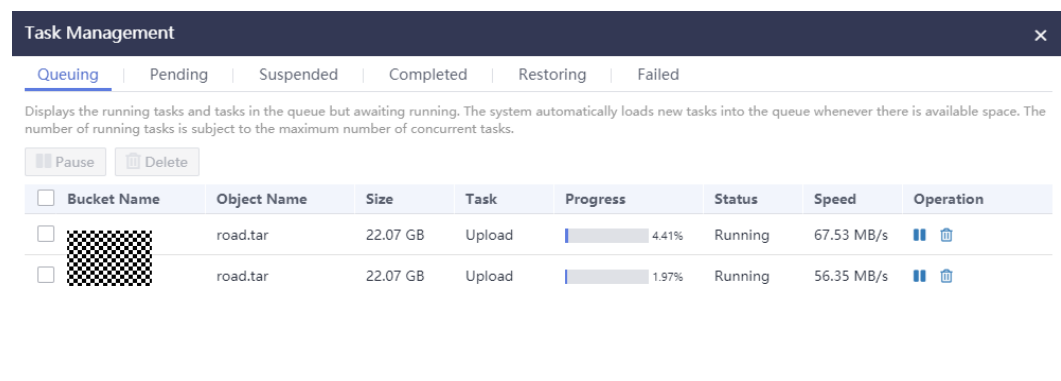 Task Management
Queuing Pending Suspended Completed Restoring Failed
Displays the running tasks and tasks in the queue but awaiting running. The system automatically loads new tasks into the queue whenever there is available space. The
number of running tasks is subject to the maximum number of concurrent tasks.
Pause Delete
Bucket Name Object Name Size Task Progress Status Speed Operation
road.tar 22.07 GB Upload 4.41% Running 67.53 MB/s
road.tar 22.07 GB Upload 1.97% Running 56.35 MB/s